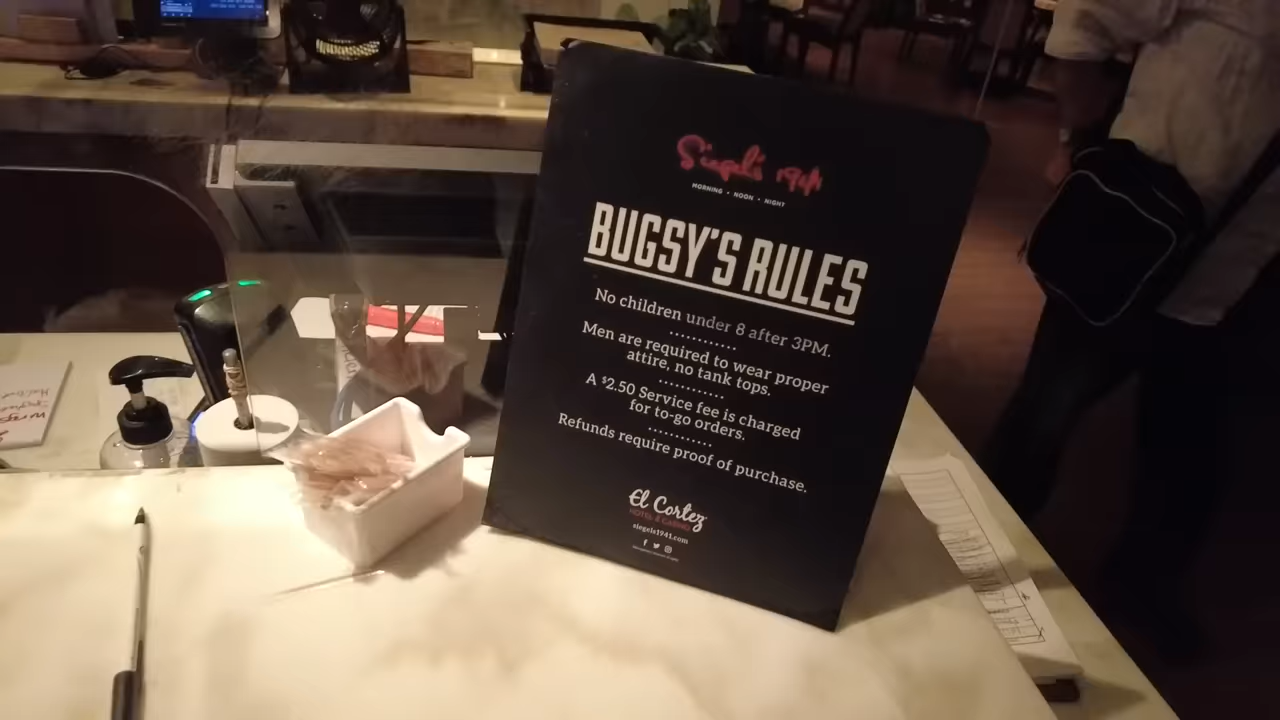 Siegel's 1941
MORNING • NOON • NIGHT
BUGSY'S RULES
No children under 8 after 3PM.
Men are required to wear proper
attire, no tank tops.
A $2.50 Service fee is charged
for to-go orders.
Refunds require proof of purchase.
El Cortez
HOTEL & CASINO
siegels1941.com